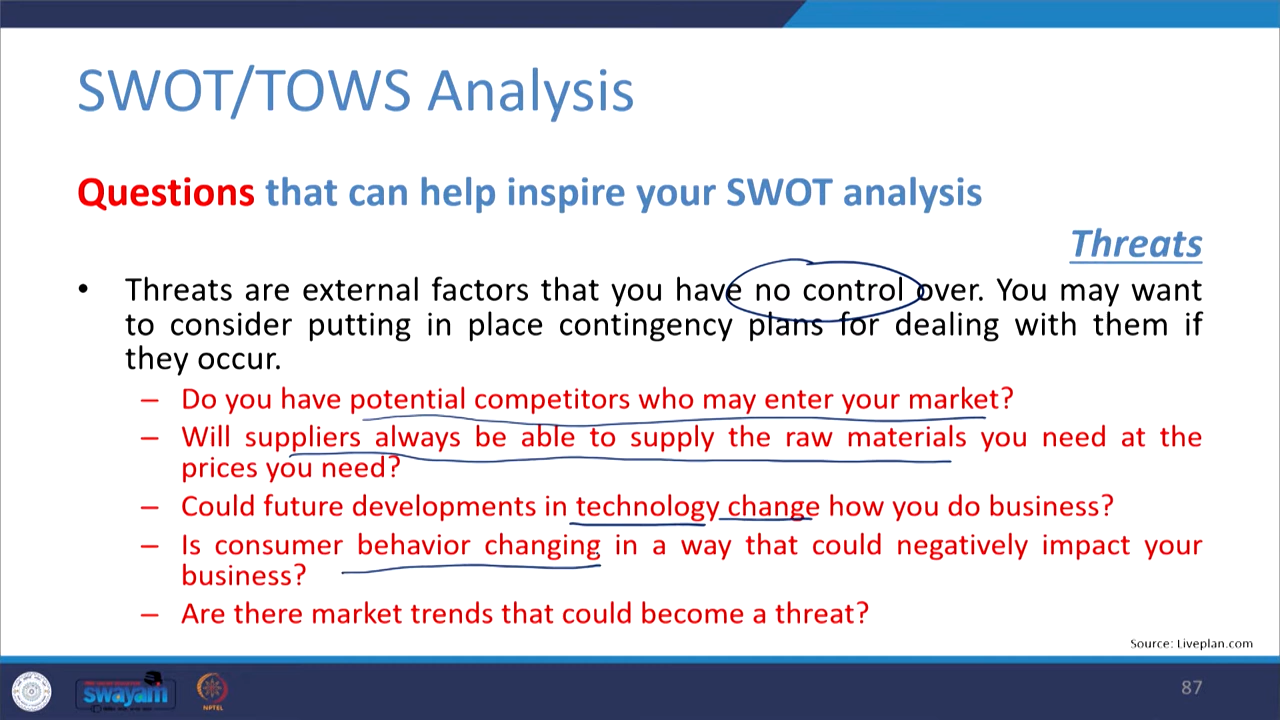 SWOT/TOWS Analysis
Questions that can help inspire your SWOT analysis
Threats
• Threats are external factors that you have no control over. You may want
to consider putting in place contingency plans for dealing with them if
they occur.
– Do you have potential competitors who may enter your market?
– Will suppliers always be able to supply the raw materials you need at the
prices you need?
– Could future developments in technology change how you do business?
– Is consumer behavior changing in a way that could negatively impact your
business?
– Are there market trends that could become a threat?
Source: Liveplan.com
swayam
NPTEL
87